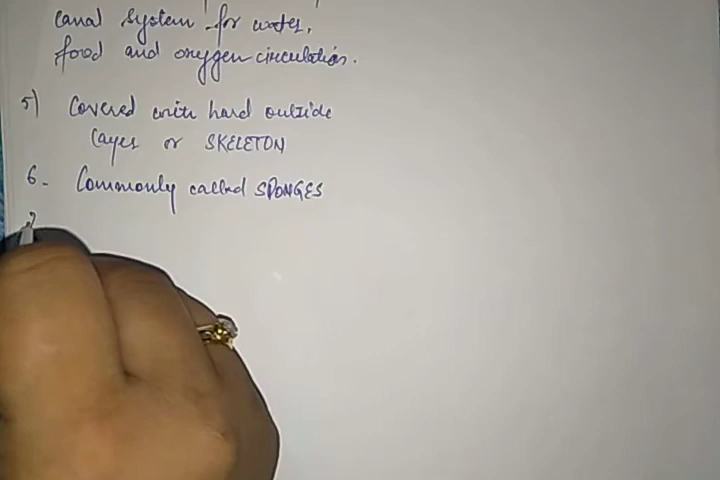 canal system for water,
food and oxygen circulation.
5) Covered with hard outside
layer or SKELETON
6- Commonly called SPONGES